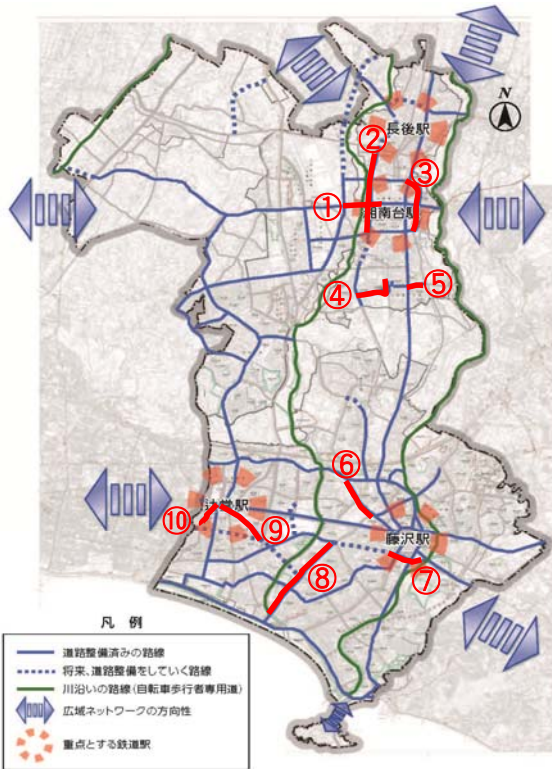 N
長後駅
②
③
①
湘南台駅
④
⑤
⑥
辻堂駅
⑩
⑨
藤沢駅
⑧
⑦
凡 例
道路整備済みの路線
将来、道路整備をしていく路線
川沿いの路線(自転車歩行者専用道)
広域ネットワークの方向性
重点とする鉄道駅